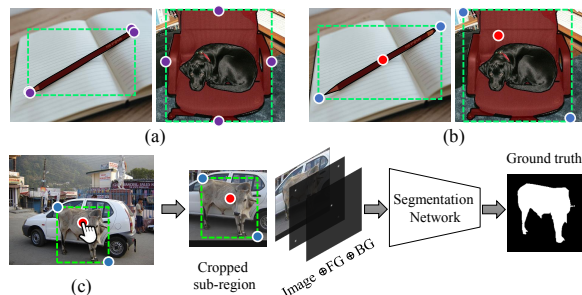 (a)
(b)
Ground truth
Segmentation
Network
Cropped
sub-region
Image ⊕FG ⊕ BG
(c)